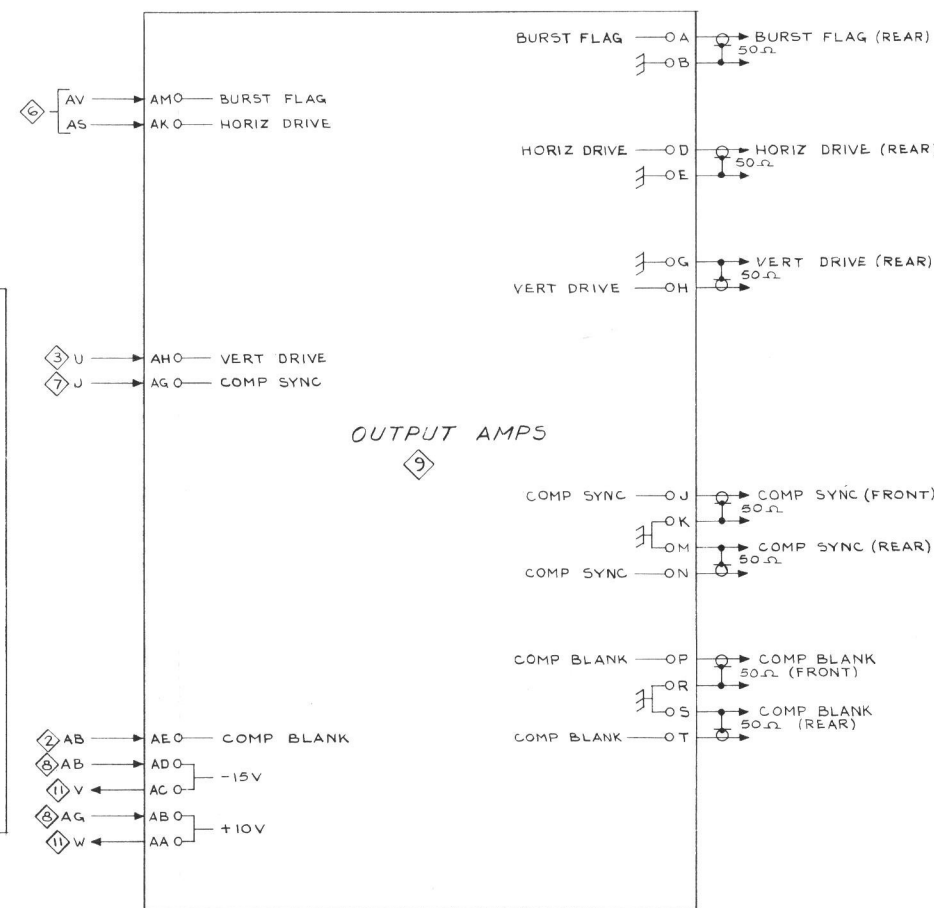 BURST FLAG A BURST FLAG (REAR)
50Ω
B
6 AV AM BURST FLAG
AS AK HORIZ DRIVE
HORIZ DRIVE D HORIZ DRIVE (REAR)
50Ω
E
G VERT DRIVE (REAR)
50Ω
VERT DRIVE H
3 U AH VERT DRIVE
7 J AG COMP SYNC
OUTPUT AMPS
9
COMP SYNC J COMP SYNC (FRONT)
50Ω
K
M COMP SYNC (REAR)
50Ω
COMP SYNC N
COMP BLANK P COMP BLANK
50Ω (FRONT)
R
S COMP BLANK
50Ω (REAR)
COMP BLANK T
2 AB AE COMP BLANK
8 AB AD
-15V
11 V AC
8 AG AB
+10V
11 W AA